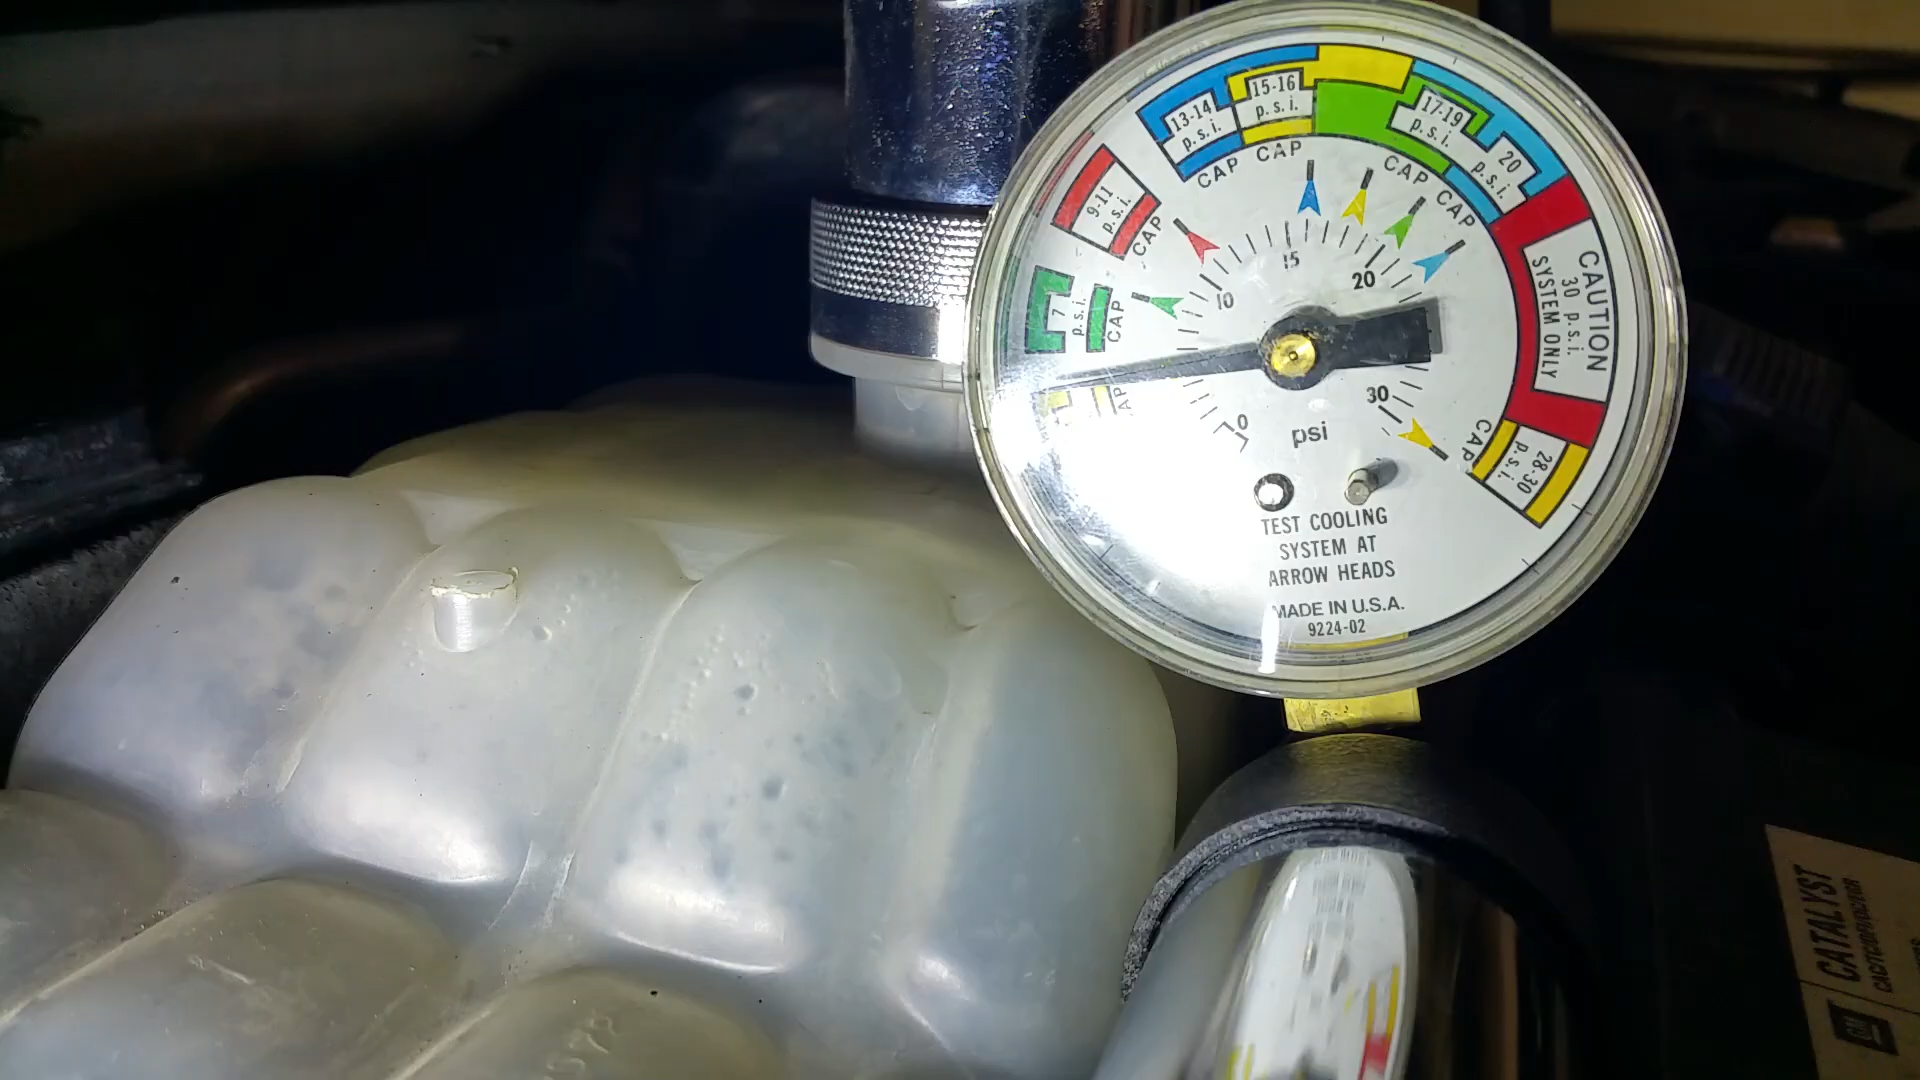 13-14
p.s.i.
CAP
15-16
p.s.i.
CAP
17-19
p.s.i.
CAP
20
p.s.i.
CAP
9-11
p.s.i.
CAP
7
p.s.i.
CAP
CAP
CAUTION
30 p.s.i.
SYSTEM ONLY
28-30
p.s.i.
CAP
0
10
15
20
30
psi
TEST COOLING
SYSTEM AT
ARROW HEADS
MADE IN U.S.A.
9224-02
CATALYST
GM